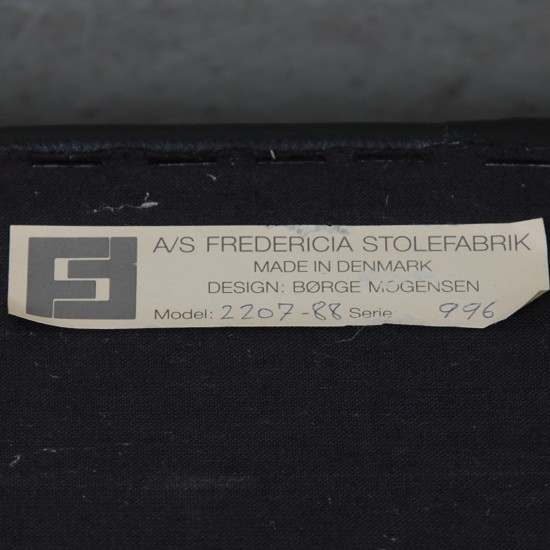 A/S FREDERICIA STOLEFABRIK
MADE IN DENMARK
DESIGN: BØRGE MOGENSEN
Model: 2207-88 Serie: 996